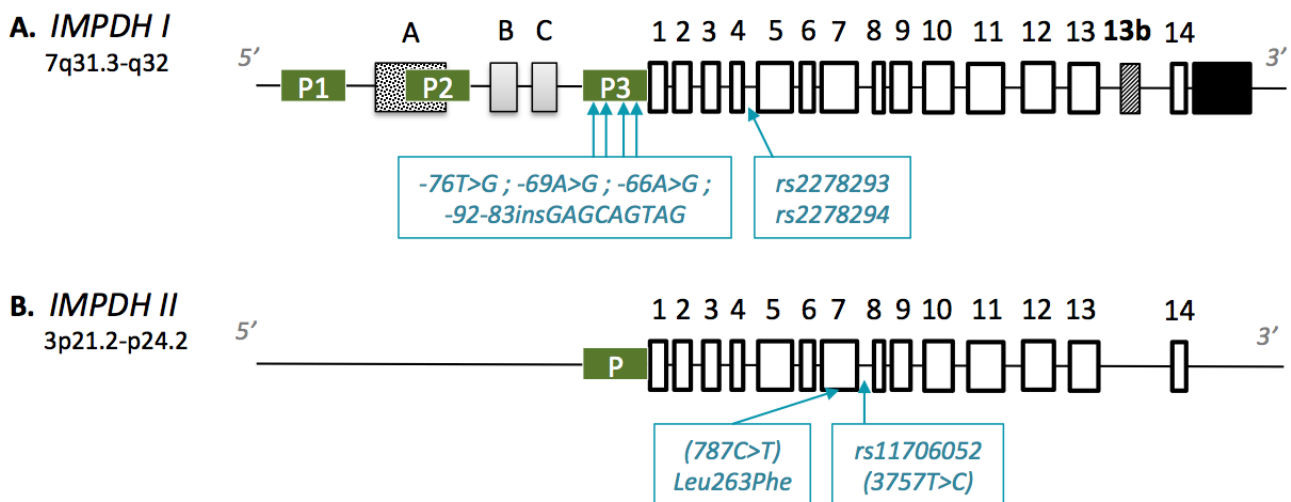 A. IMPDH I
7q31.3-q32
5’
A
B
C
1 2 3 4 5 6 7 8 9 10 11 12 13 13b 14
3’
P1
P2
P3
-76T>G ; -69A>G ; -66A>G ;
-92-83insGAGCAGTAG
rs2278293
rs2278294
B. IMPDH II
3p21.2-p24.2
5’
1 2 3 4 5 6 7 8 9 10 11 12 13 14
3’
P
(787C>T)
Leu263Phe
rs11706052
(3757T>C)